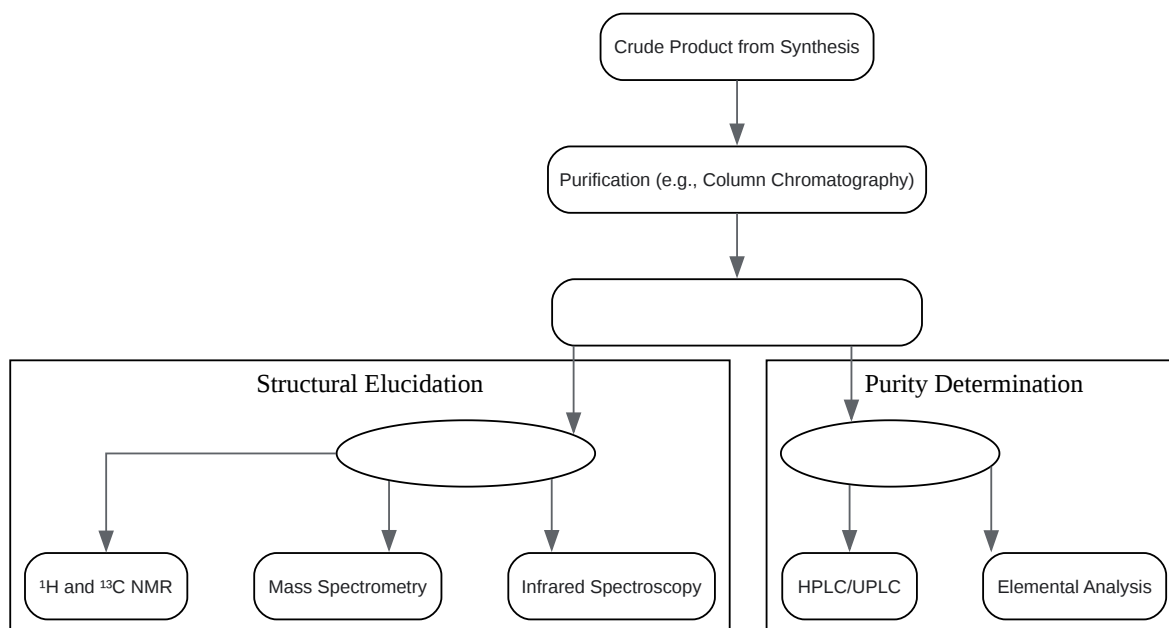 Crude Product from Synthesis
Purification (e.g., Column Chromatography)
Structural Elucidation
Purity Determination
¹H and ¹³C NMR
Mass Spectrometry
Infrared Spectroscopy
HPLC/UPLC
Elemental Analysis